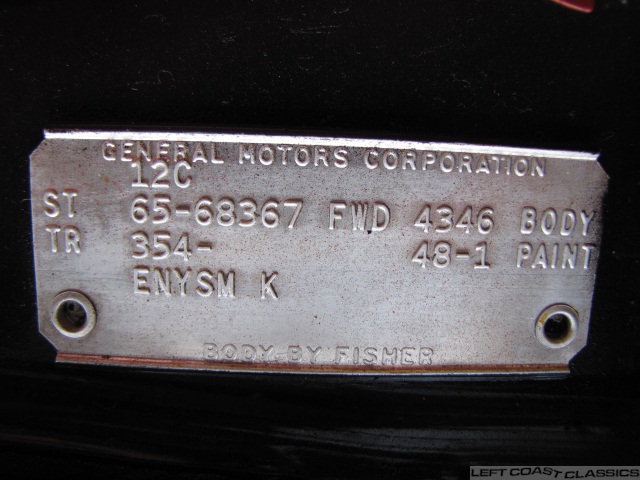 GENERAL MOTORS CORPORATION
12C
ST 65-68367 FWD 4346 BODY
TR 354- 48-1 PAINT
ENYSM K
BODY BY FISHER
LEFT COAST CLASSICS